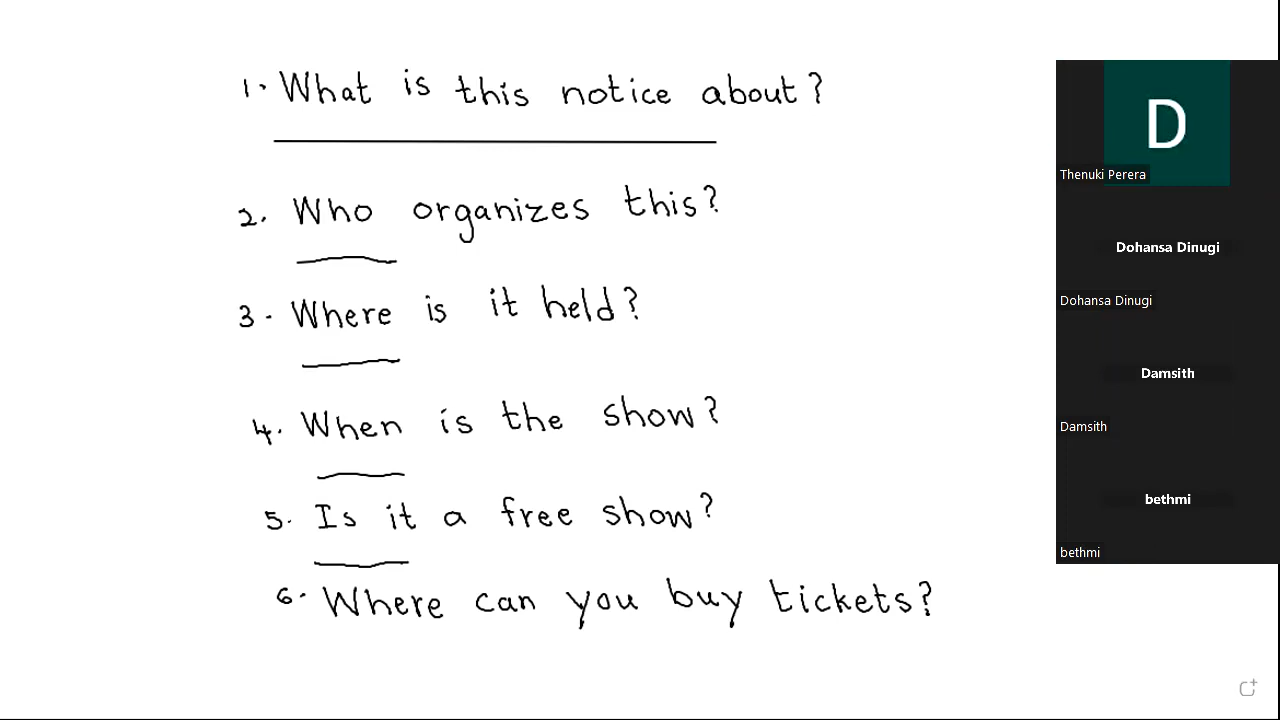 1. What is this notice about?
2. Who organizes this?
3. Where is it held?
4. When is the show?
5. Is it a free show?
6. Where can you buy tickets?
D
Thenuki Perera
Dohansa Dinugi
Dohansa Dinugi
Damsith
Damsith
bethmi
bethmi